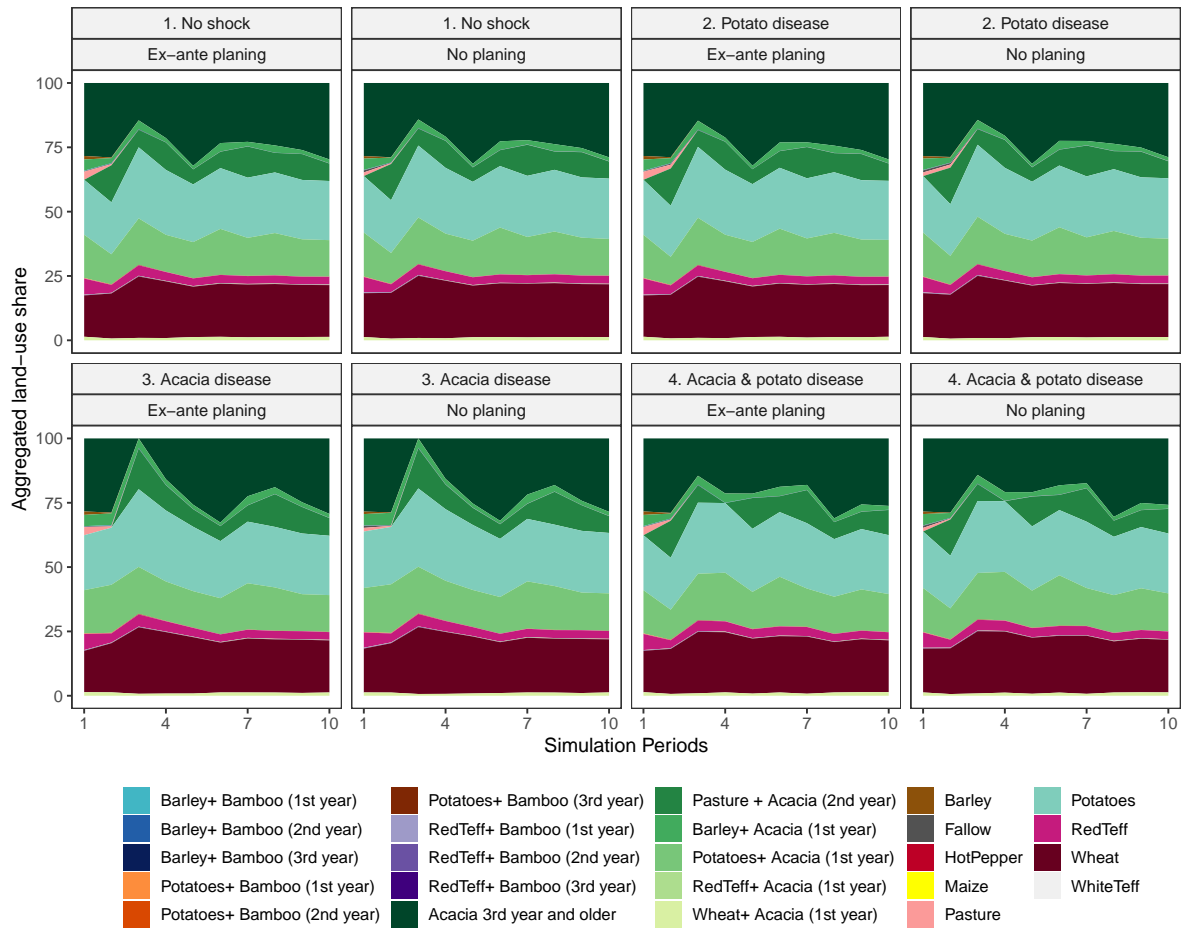 1. No shock
1. No shock
2. Potato disease
2. Potato disease
Ex−ante planing
No planing
Ex−ante planing
No planing
100
75
50
25
0
3. Acacia disease
3. Acacia disease
4. Acacia & potato disease
4. Acacia & potato disease
Ex−ante planing
No planing
Ex−ante planing
No planing
100
75
50
25
0
1 4 7 10
1 4 7 10
1 4 7 10
1 4 7 10
Aggregated land−use share
Simulation Periods
Barley+ Bamboo (1st year)
Barley+ Bamboo (2nd year)
Barley+ Bamboo (3rd year)
Potatoes+ Bamboo (1st year)
Potatoes+ Bamboo (2nd year)
Potatoes+ Bamboo (3rd year)
RedTeff+ Bamboo (1st year)
RedTeff+ Bamboo (2nd year)
RedTeff+ Bamboo (3rd year)
Acacia 3rd year and older
Pasture + Acacia (2nd year)
Barley+ Acacia (1st year)
Potatoes+ Acacia (1st year)
RedTeff+ Acacia (1st year)
Wheat+ Acacia (1st year)
Barley
Fallow
HotPepper
Maize
Pasture
Potatoes
RedTeff
Wheat
WhiteTeff